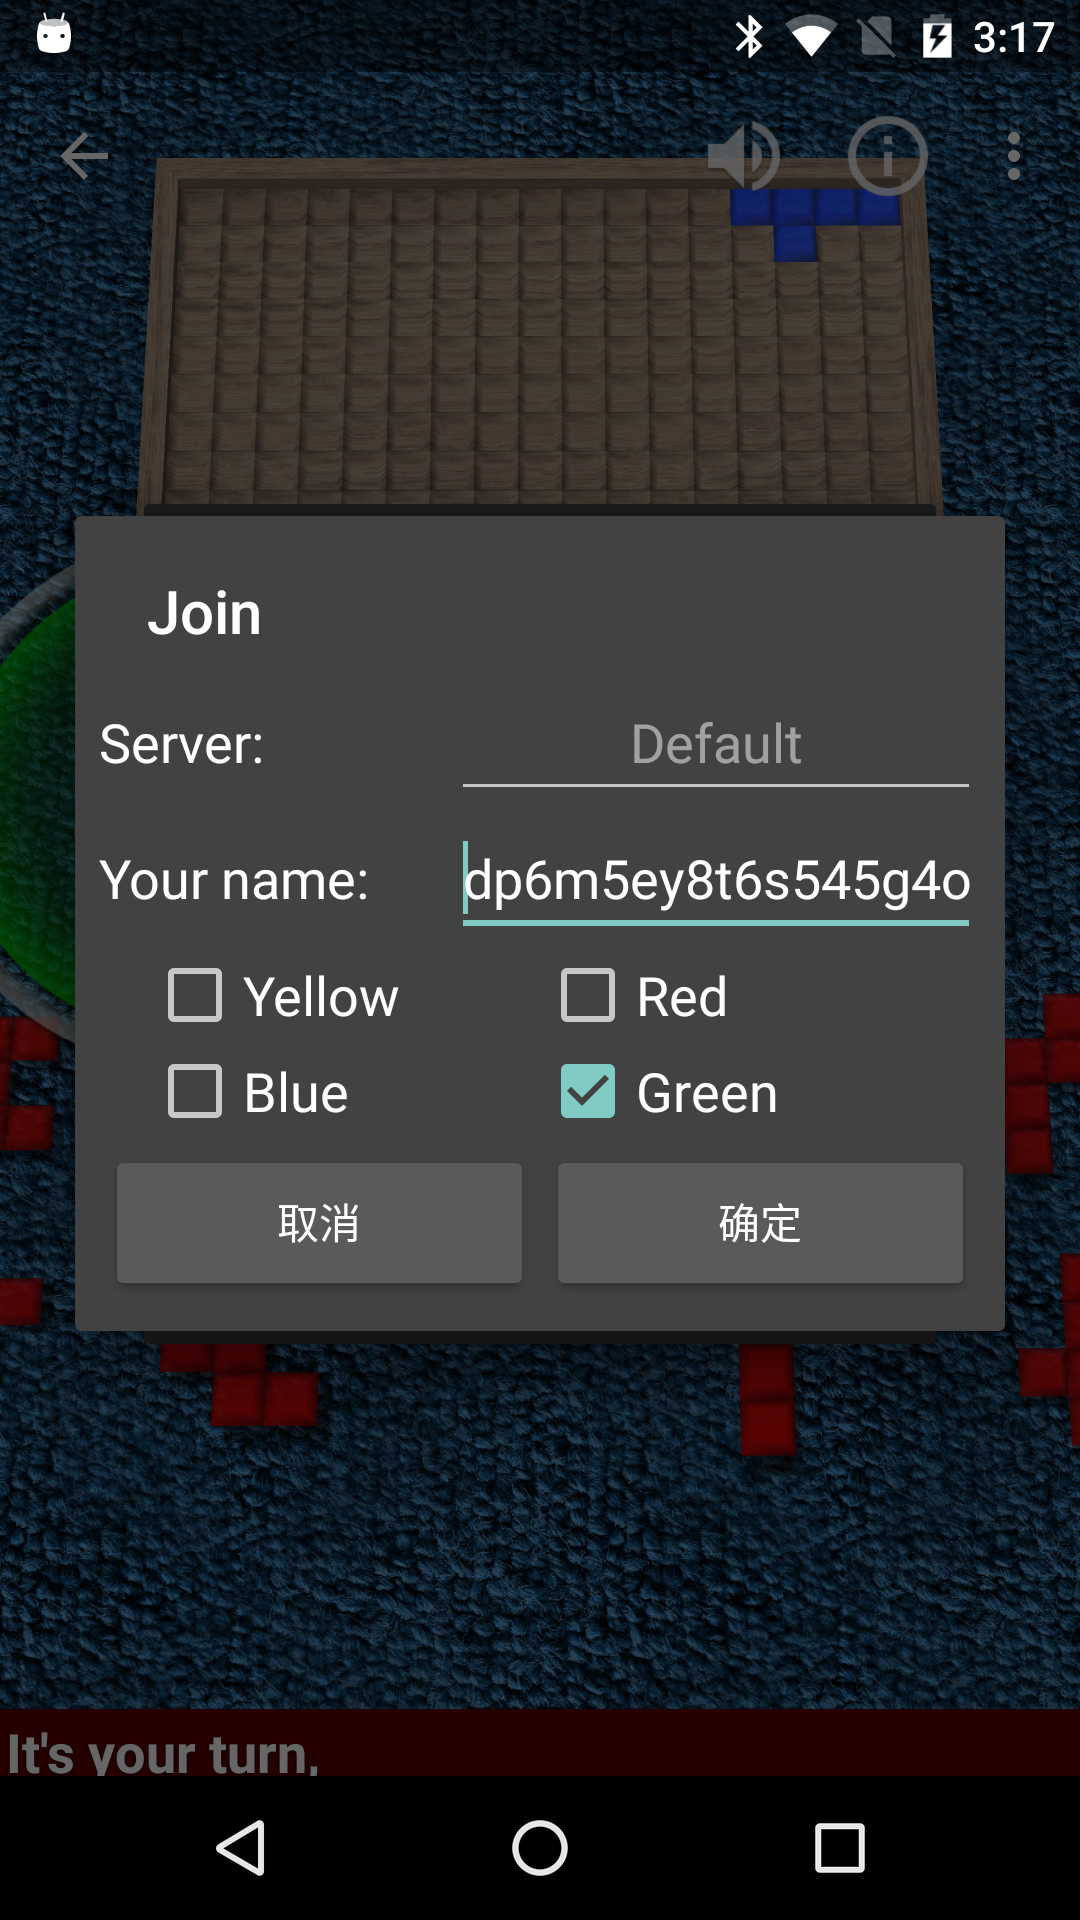 3:17
Join
Server:
Default
Your name:
dp6m5ey8t6s545g4o
Yellow
Red
Blue
Green
取消
确定
It's your turn,